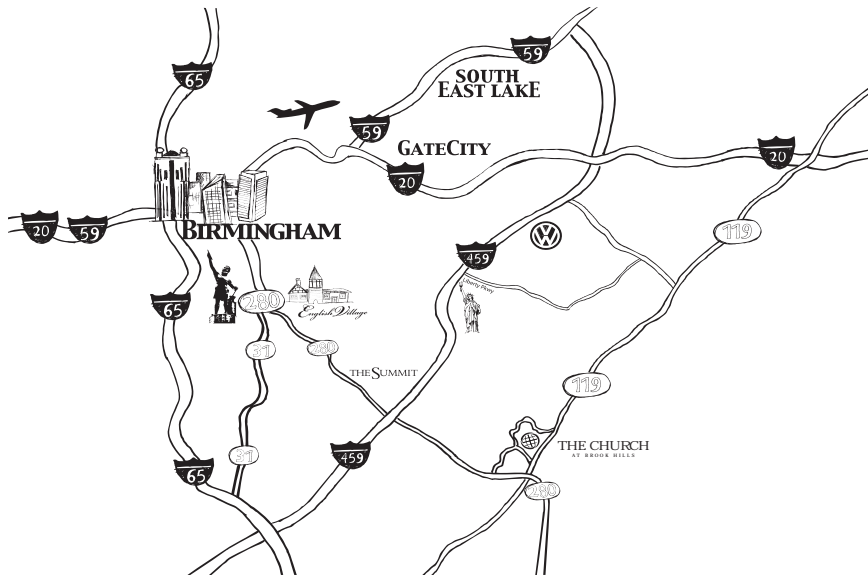 65
59
SOUTH
EAST LAKE
59
GATECITY
20
20
20
59
BIRMINGHAM
119
VW
459
Liberty Pkwy
65
280
English Village
31
280
THE SUMMIT
119
31
459
THE CHURCH
AT BROOK HILLS
65
280